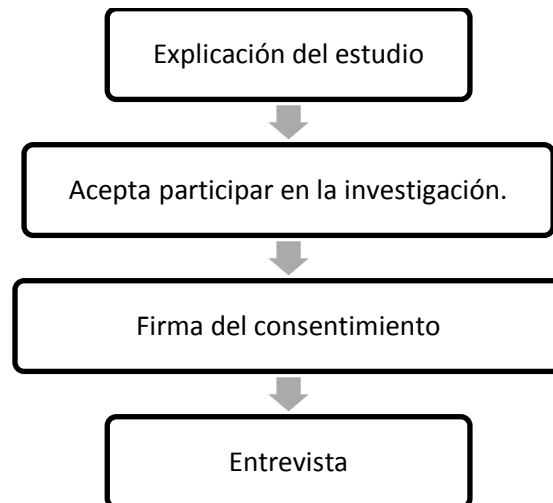 Explicación del estudio
Acepta participar en la investigación.
Firma del consentimiento
Entrevista